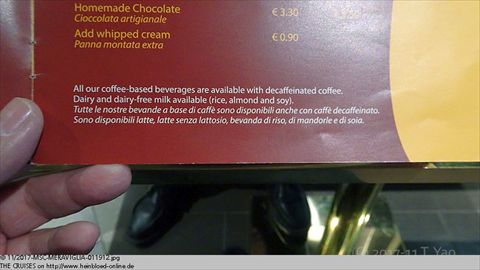 Homemade Chocolate € 3.30
Cioccolata artigianale
Add whipped cream € 0.90
Panna montata extra
All our coffee-based beverages are available with decaffeinated coffee.
Dairy and dairy-free milk available (rice, almond and soy).
Tutte le nostre bevande a base di caffè sono disponibili anche con caffè decaffeinato.
Sono disponibili latte, latte senza lattosio, bevanda di riso, di mandorle e di soia.
(C) 2017-11 T. Yao
© 11/2017-MSC-MERAVIGLIA-011912.jpg
THE CRUISES on http://www.heinbloed-online.de